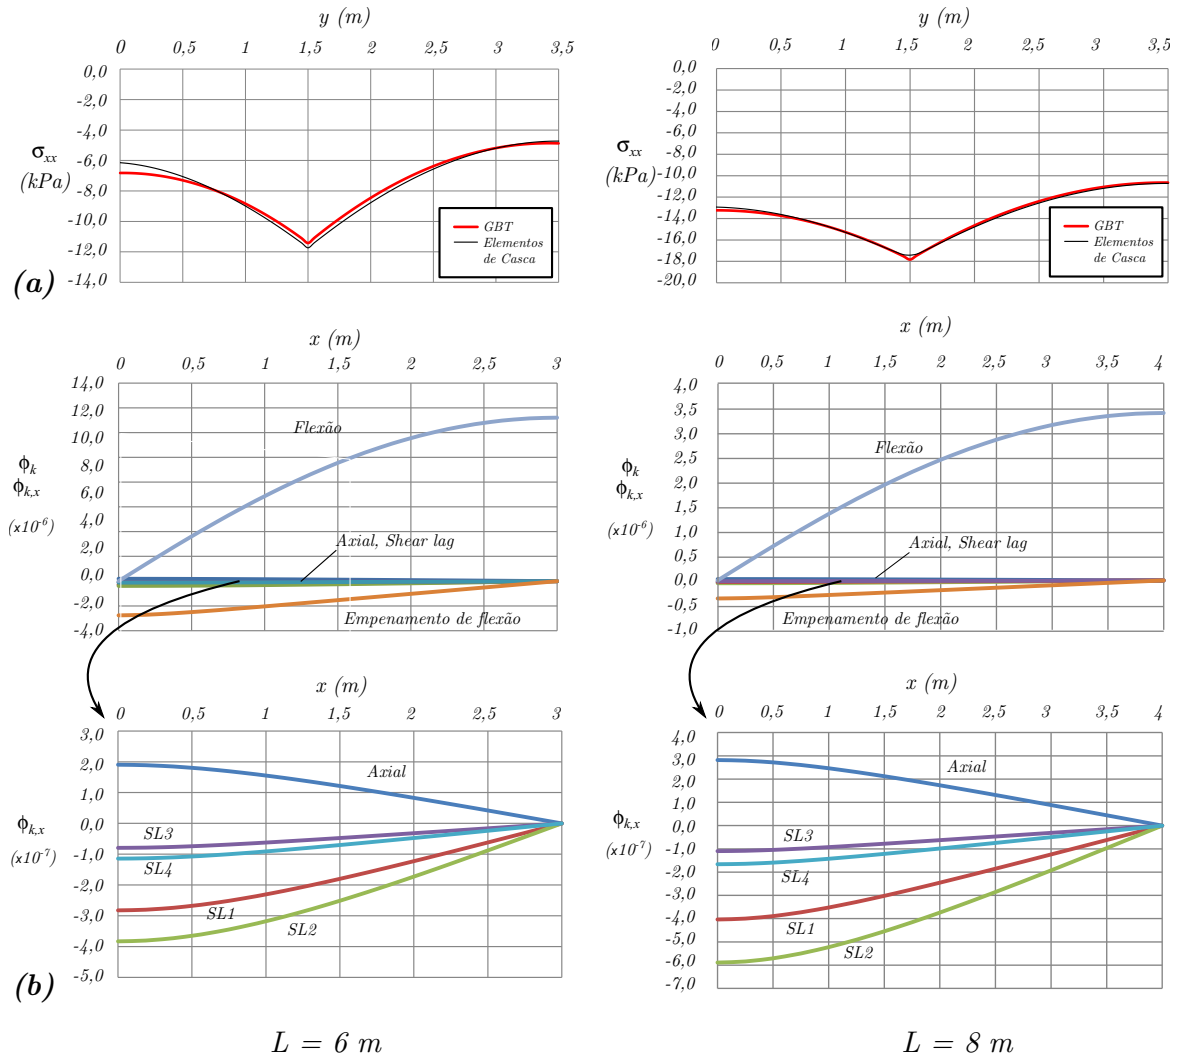 y (m)
0 0,5 1 1,5 2 2,5 3 3,5
0,0
-2,0
-4,0
-6,0
-8,0
-10,0
-12,0
-14,0
σxx
(kPa)
GBT
Elementos
de Casca
(a)
y (m)
0 0,5 1 1,5 2 2,5 3 3,5
0,0
-2,0
-4,0
-6,0
-8,0
-10,0
-12,0
-14,0
-16,0
-18,0
-20,0
σxx
(kPa)
GBT
Elementos
de Casca
x (m)
0 0,5 1 1,5 2 2,5 3
14,0
12,0
10,0
8,0
6,0
4,0
2,0
0,0
-2,0
-4,0
ϕk
ϕk,x
(x10-6)
Flexão
Axial, Shear lag
Empenamento de flexão
x (m)
0 0,5 1 1,5 2 2,5 3 3,5 4
4,0
3,5
3,0
2,5
2,0
1,5
1,0
0,5
0,0
-0,5
-1,0
ϕk
ϕk,x
(x10-6)
Flexão
Axial, Shear lag
Empenamento de flexão
x (m)
0 0,5 1 1,5 2 2,5 3
3,0
2,0
1,0
0,0
-1,0
-2,0
-3,0
-4,0
-5,0
ϕk,x
(x10-7)
Axial
SL3
SL4
SL1
SL2
(b)
x (m)
0 0,5 1 1,5 2 2,5 3 3,5 4
4,0
3,0
2,0
1,0
0,0
-1,0
-2,0
-3,0
-4,0
-5,0
-6,0
-7,0
ϕk,x
(x10-7)
Axial
SL3
SL4
SL1
SL2
L = 6 m
L = 8 m